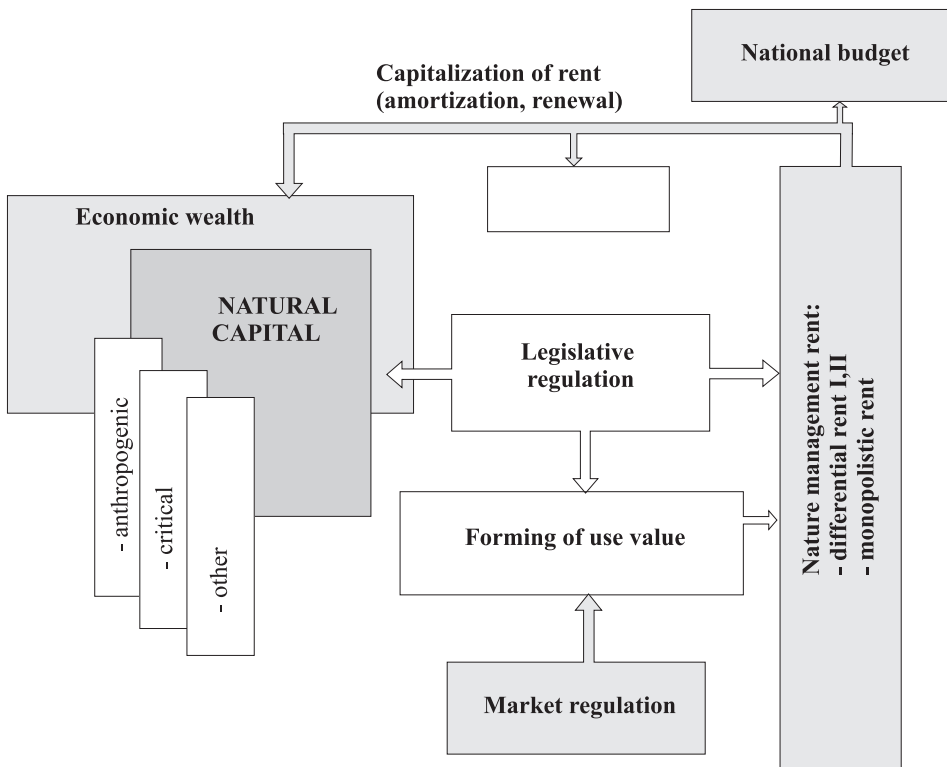 National budget
Capitalization of rent
(amortization, renewal)
Economic wealth
NATURAL
CAPITAL
Legislative
regulation
- anthropogenic
- critical
- other
Forming of use value
Market regulation
Nature management rent:
- differential rent I,II
- monopolistic rent